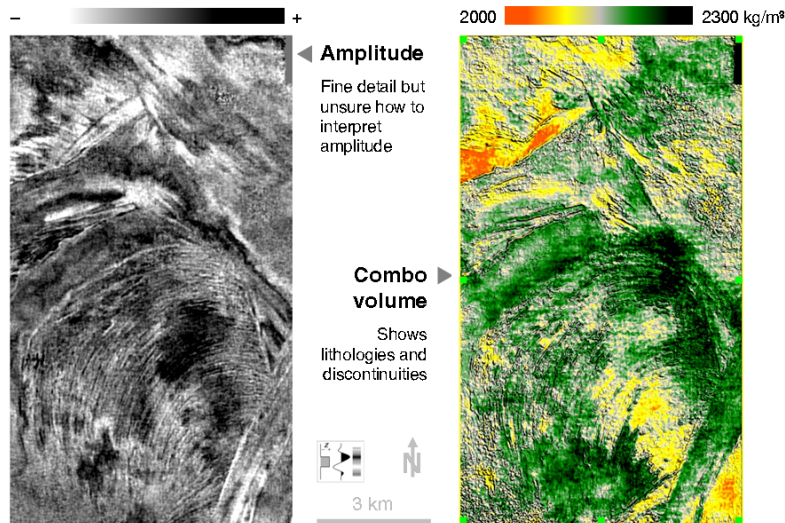 − +
2000 2300 kg/m³
Amplitude
Fine detail but
unsure how to
interpret
amplitude
Combo
volume
Shows
lithologies and
discontinuities
N
3 km